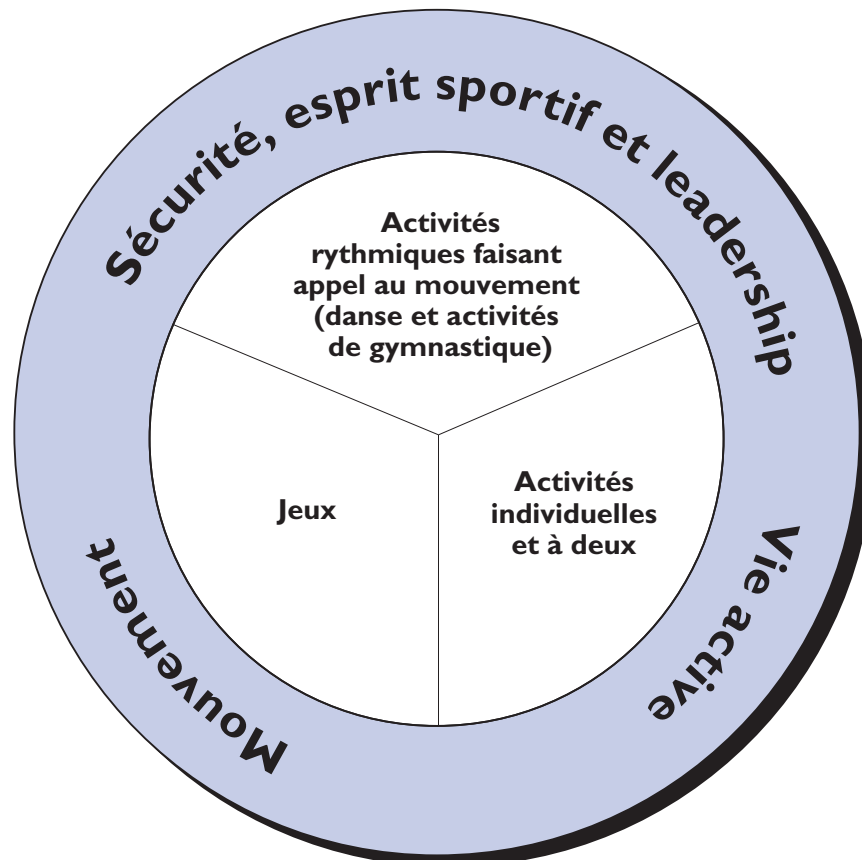 Sécurité, esprit sportif et leadership
Activités
rythmiques faisant
appel au mouvement
(danse et activités
de gymnastique)
Jeux
Activités
individuelles
et à deux
Mouvement
Vie active